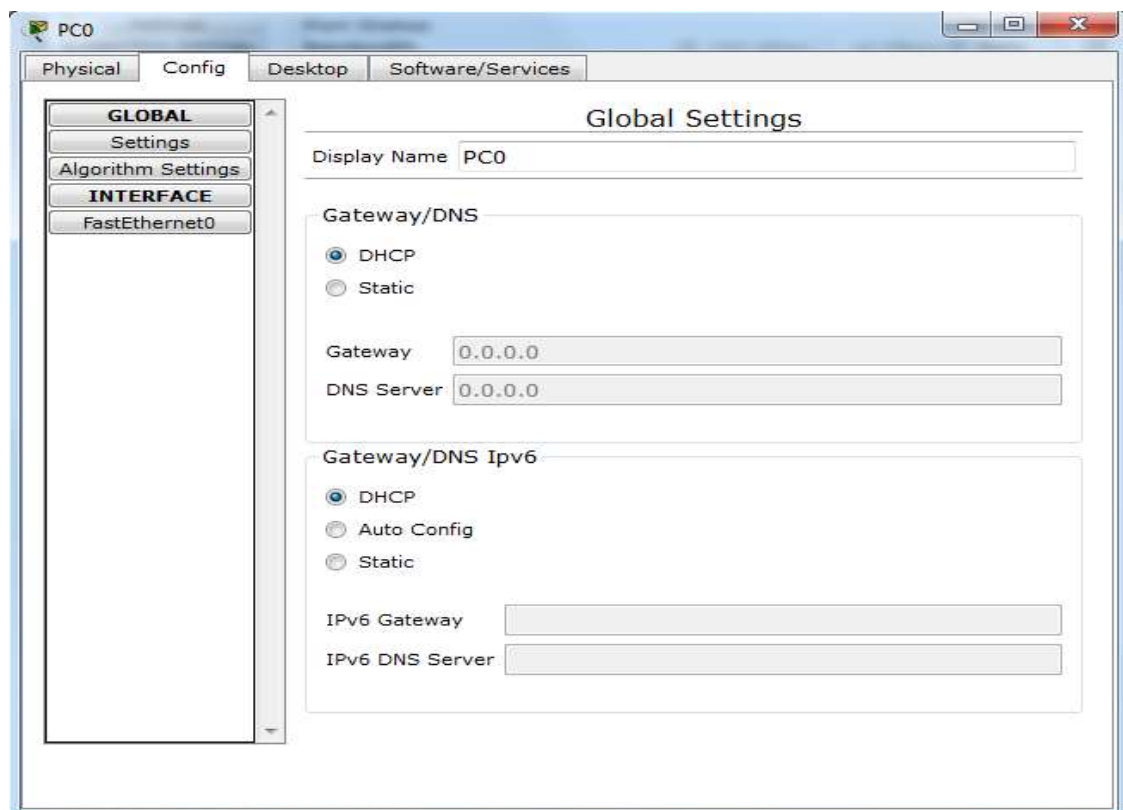 PC0
Physical Config Desktop Software/Services
GLOBAL
Settings
Algorithm Settings
INTERFACE
FastEthernet0
Global Settings
Display Name PC0
Gateway/DNS
DHCP
Static
Gateway 0.0.0.0
DNS Server 0.0.0.0
Gateway/DNS Ipv6
DHCP
Auto Config
Static
IPv6 Gateway
IPv6 DNS Server